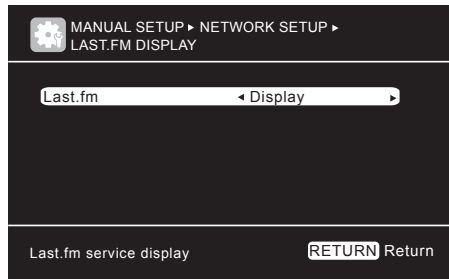 MANUAL SETUP ▸ NETWORK SETUP ▸
LAST.FM DISPLAY
Last.fm ◂ Display ▸
Last.fm service display RETURN Return